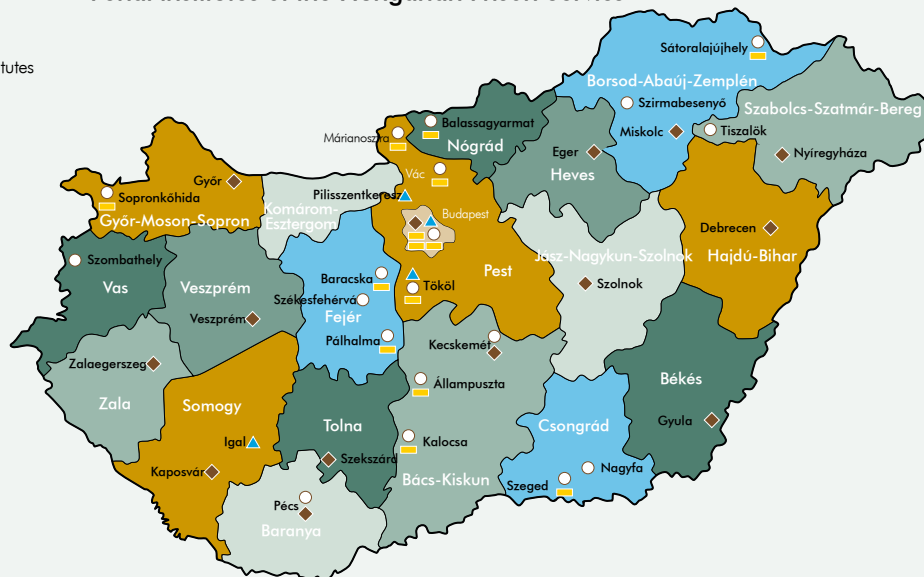 tutes
Sátoralajújhely
Borsod-Abaúj-Zemplén
Szirmabesenyő
Szabolcs-Szatmár-Bereg
Miskolc
Tiszalök
Nyíregyháza
Balassagyarmat
Nógrád
Márianosztra
Eger
Heves
Vác
Győr
Sopronkőhida
Győr-Moson-Sopron
Pilisszentkereszt
Komárom-
Esztergom
Budapest
Debrecen
Hajdú-Bihar
Jász-Nagykun-Szolnok
Szolnok
Pest
Szombathely
Vas
Veszprém
Veszprém
Baracska
Tököl
Székesfehérvár
Fejér
Pálhalma
Kecskemét
Zalaegerszeg
Zala
Somogy
Állampuszta
Békés
Gyula
Tolna
Csongrád
Igal
Kalocsa
Kaposvár
Szekszárd
Bács-Kiskun
Nagyfa
Szeged
Pécs
Baranya